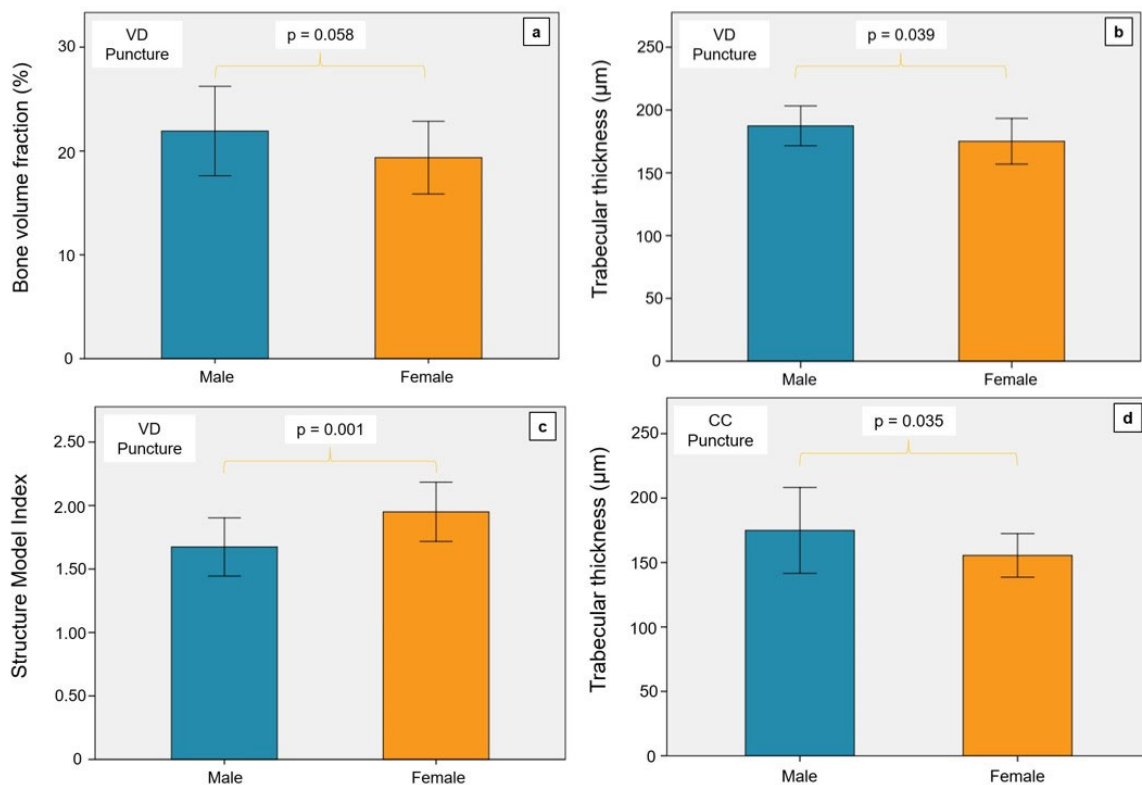 VD
Puncture
p = 0.058
a
Bone volume fraction (%)
30
20
10
0
Male
Female
VD
Puncture
p = 0.039
b
Trabecular thickness (µm)
250
200
150
100
50
0
Male
Female
VD
Puncture
p = 0.001
c
Structure Model Index
2.50
2.00
1.50
1.00
0.50
0
Male
Female
CC
Puncture
p = 0.035
d
Trabecular thickness (µm)
250
200
150
100
50
0
Male
Female